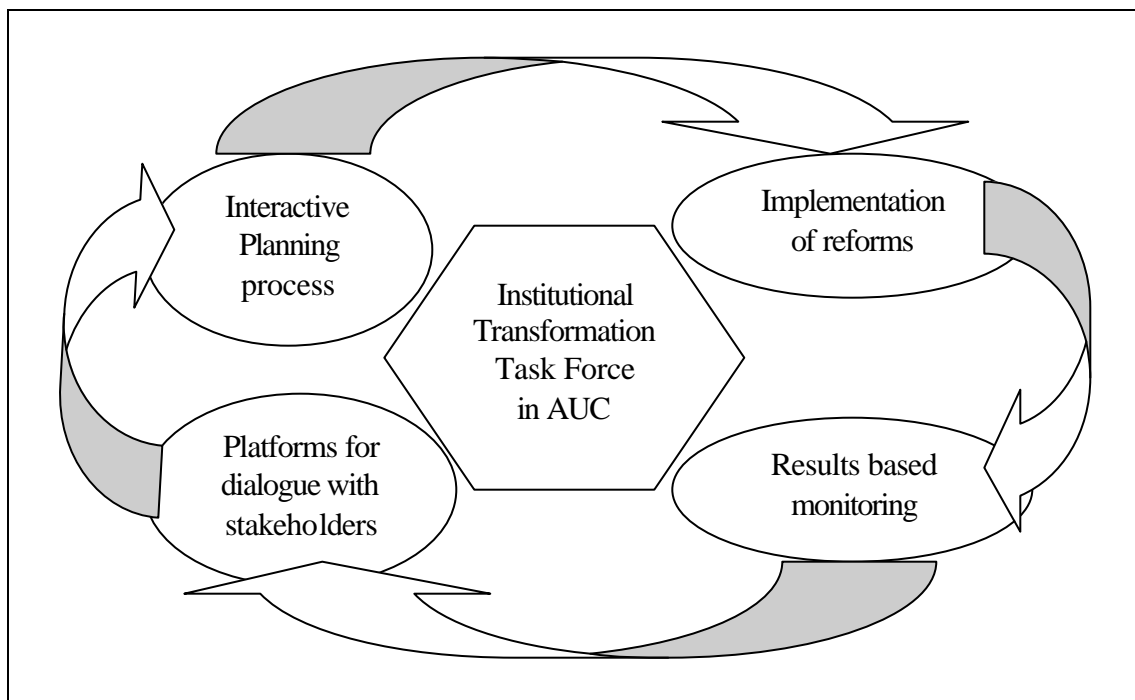 Interactive
Planning
process
Implementation
of reforms
Institutional
Transformation
Task Force
in AUC
Platforms for
dialogue with
stakeholders
Results based
monitoring